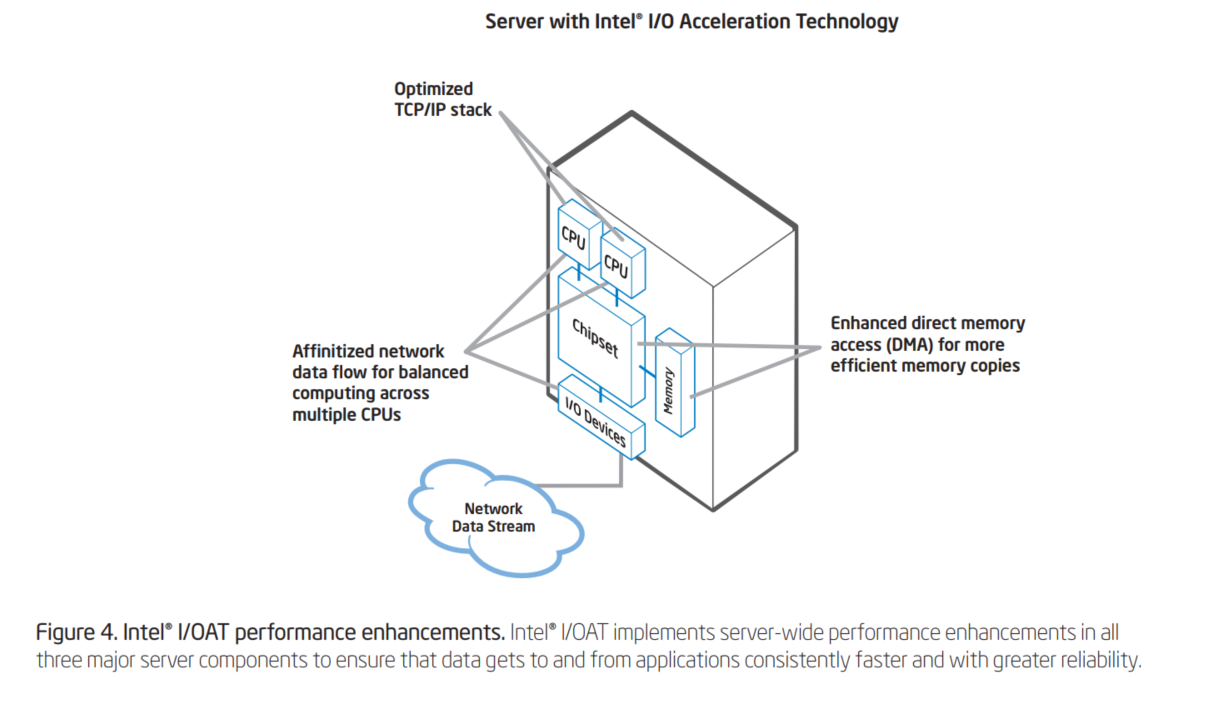 Server with Intel® I/O Acceleration Technology
Optimized
TCP/IP stack
CPU
CPU
Chipset
Memory
I/O Devices
Affinitized network
data flow for balanced
computing across
multiple CPUs
Enhanced direct memory
access (DMA) for more
efficient memory copies
Network
Data Stream
Figure 4. Intel® I/OAT performance enhancements. Intel® I/OAT implements server-wide performance enhancements in all
three major server components to ensure that data gets to and from applications consistently faster and with greater reliability.